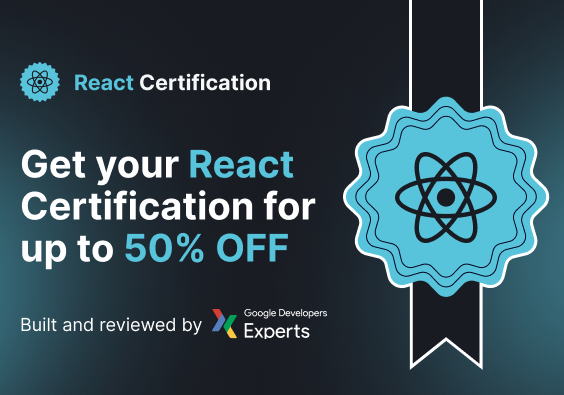 React Certification
Get your React
Certification for
up to 50% OFF
Built and reviewed by
Google Developers
Experts